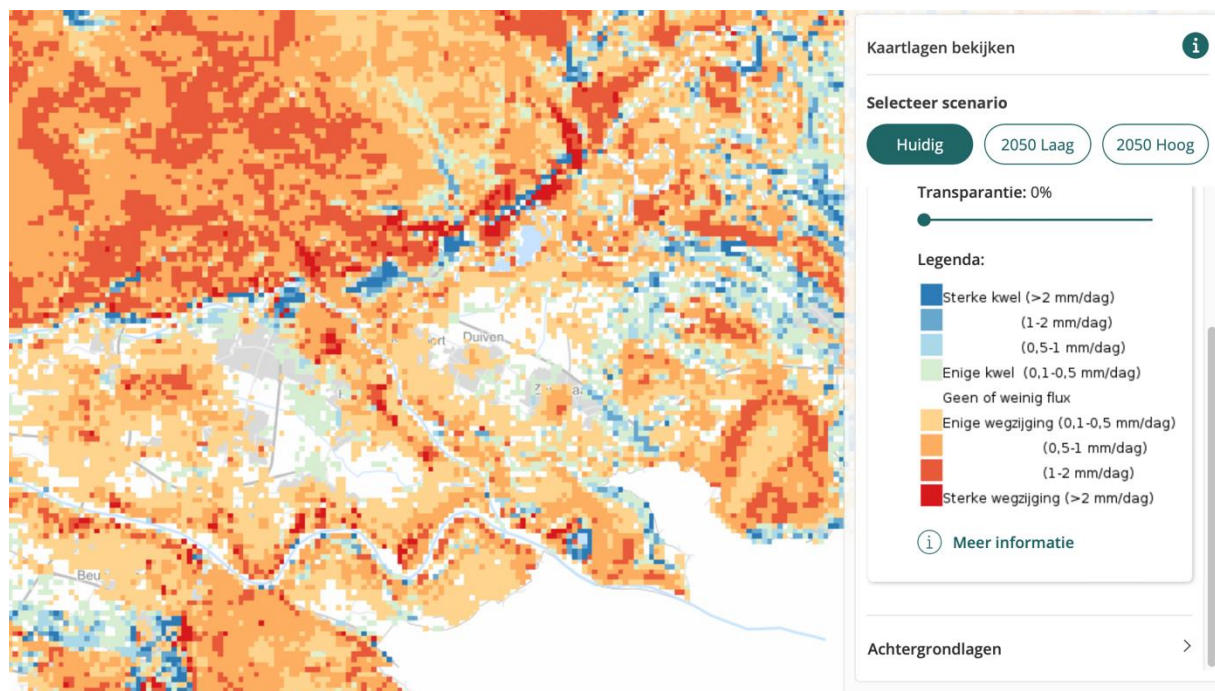 Kaartlagen bekijken
Selecteer scenario
Huidig
2050 Laag
2050 Hoog
Transparantie: 0%
Legenda:
Sterke kwel (>2 mm/dag)
(1-2 mm/dag)
(0,5-1 mm/dag)
Enige kwel (0,1-0,5 mm/dag)
Geen of weinig flux
Enige wegzijging (0,1-0,5 mm/dag)
(0,5-1 mm/dag)
(1-2 mm/dag)
Sterke wegzijging (>2 mm/dag)
Meer informatie
Achtergrondlagen
Duiven
Beu